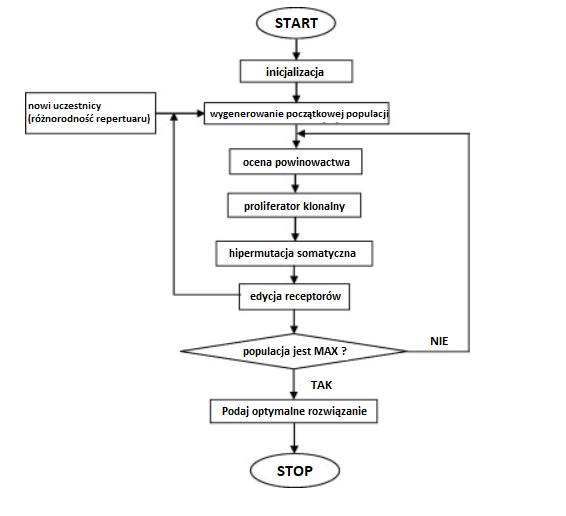 START
inicjalizacja
nowi uczestnicy
(różnorodność repertuaru)
wygenerowanie początkowej populacji
ocena powinowactwa
proliferator klonalny
hipermutacja somatyczna
edycja receptorów
populacja jest MAX ?
NIE
TAK
Podaj optymalne rozwiązanie
STOP